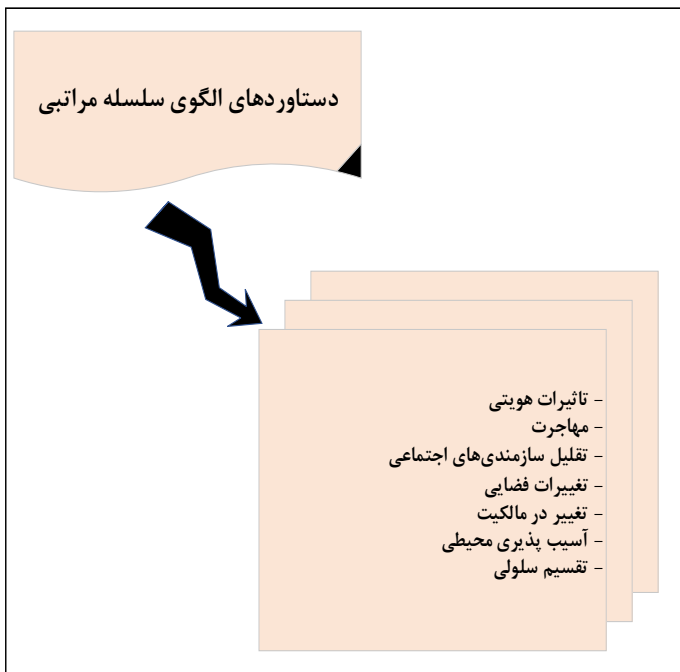 دستاوردهای الگوی سلسله مراتبی
- تاثیرات هویتی
- مهاجرت
- تقلیل سازمندی‌های اجتماعی
- تغییرات فضایی
- تغییر در مالکیت
- آسیب پذیری محیطی
- تقسیم سلولی